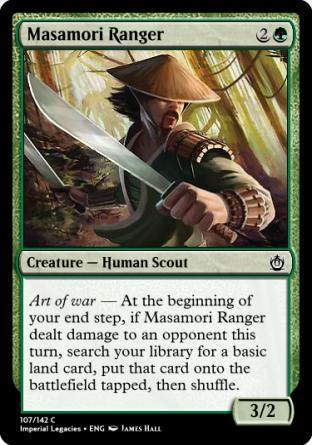 Masamori Ranger 2
Creature — Human Scout
Art of war — At the beginning of
your end step, if Masamori Ranger
dealt damage to an opponent this
turn, search your library for a basic
land card, put that card onto the
battlefield tapped, then shuffle.
3/2
107/142 C
Imperial Legacies • ENG JAMES HALL